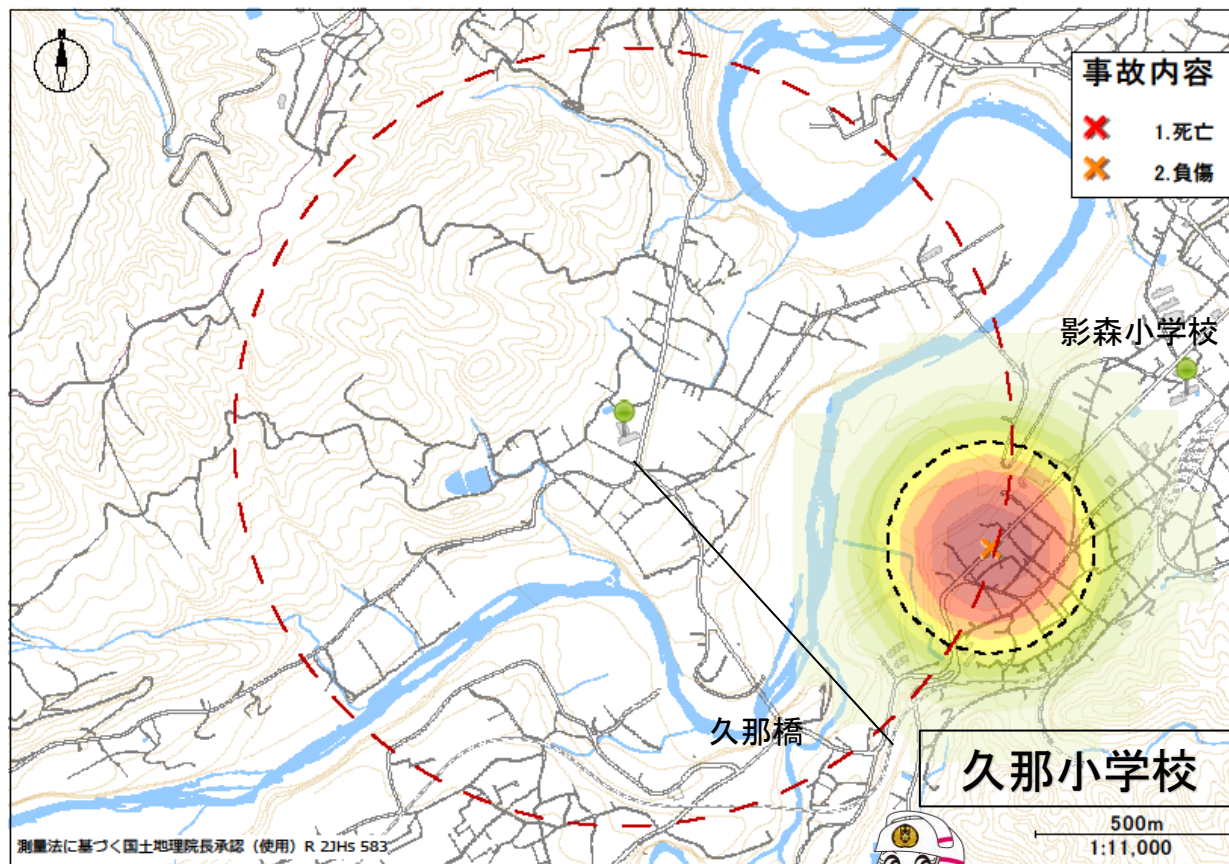 N
事故内容
1.死亡
2.負傷
影森小学校
久那橋
久那小学校
500m
1:11,000
測量法に基づく国土地理院長承認（使用）R 2JHs 583